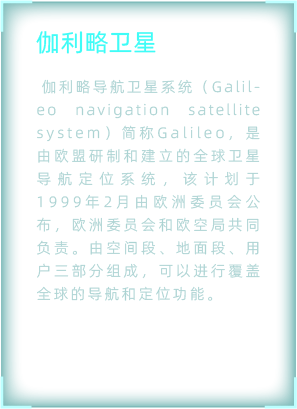 伽利略卫星
伽利略导航卫星系统（Galil-
eo navigation satellite
system）简称Galileo，是
由欧盟研制和建立的全球卫星
导航定位系统，该计划于
1999年2月由欧洲委员会公
布，欧洲委员会和欧空局共同
负责。由空间段、地面段、用
户三部分组成，可以进行覆盖
全球的导航和定位功能。